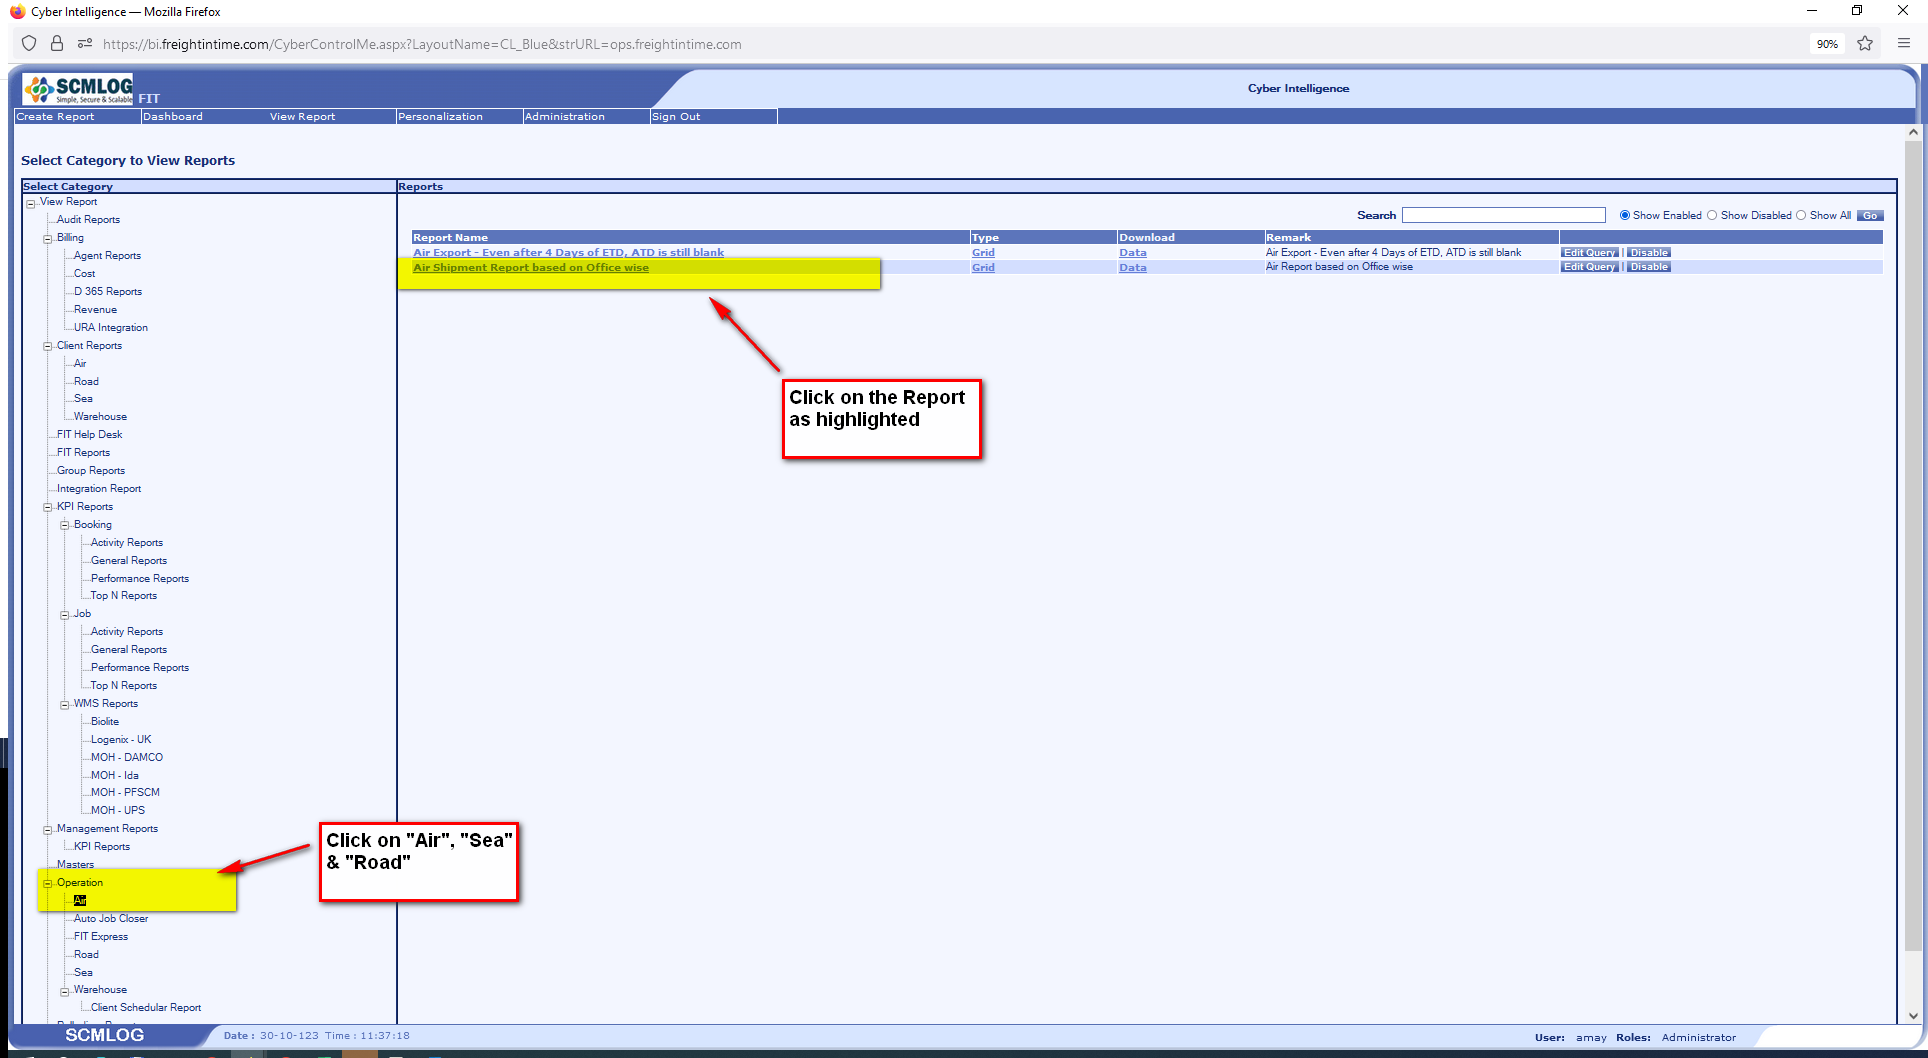 Cyber Intelligence — Mozilla Firefox
https://bi.freightintime.com/CyberControlMe.aspx?LayoutName=CL_Blue&strURL=ops.freightintime.com
90%
SCMLOG
Simple, Secure & Scalable
FIT
Cyber Intelligence
Create Report Dashboard View Report Personalization Administration Sign Out
Select Category to View Reports
Select Category
Reports
View Report
Audit Reports
Billing
Agent Reports
Cost
D 365 Reports
Revenue
URA Integration
Client Reports
Air
Road
Sea
Warehouse
FIT Help Desk
FIT Reports
Group Reports
Integration Report
KPI Reports
Booking
Activity Reports
General Reports
Performance Reports
Top N Reports
Job
Activity Reports
General Reports
Performance Reports
Top N Reports
WMS Reports
Biolite
Logenix - UK
MOH - DAMCO
MOH - Ida
MOH - PFSCM
MOH - UPS
Management Reports
KPI Reports
Masters
Operation
Air
Auto Job Closer
FIT Express
Road
Sea
Warehouse
Client Schedular Report
Search Show Enabled Show Disabled Show All Go
Report Name Type Download Remark
Air Export - Even after 4 Days of ETD, ATD is still blank Grid Data Air Export - Even after 4 Days of ETD, ATD is still blank Edit Query | Disable
Air Shipment Report based on Office wise Grid Data Air Report based on Office wise Edit Query | Disable
Click on the Report
as highlighted
Click on "Air", "Sea"
& "Road"
SCMLOG
Date : 30-10-123 Time : 11:37:18
User: amay Roles: Administrator